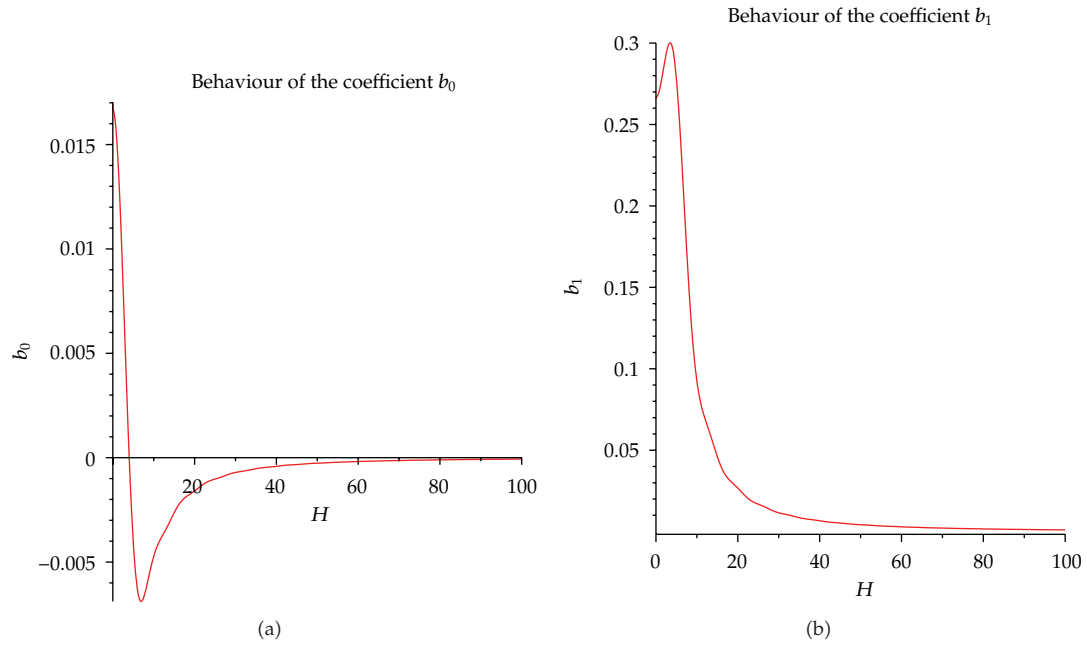 Behaviour of the coefficient b₀
0.015
0.01
0.005
0
−0.005
b₀
20
40
60
80
100
H
(a)
Behaviour of the coefficient b₁
0.3
0.25
0.2
0.15
0.1
0.05
b₁
0
20
40
60
80
100
H
(b)